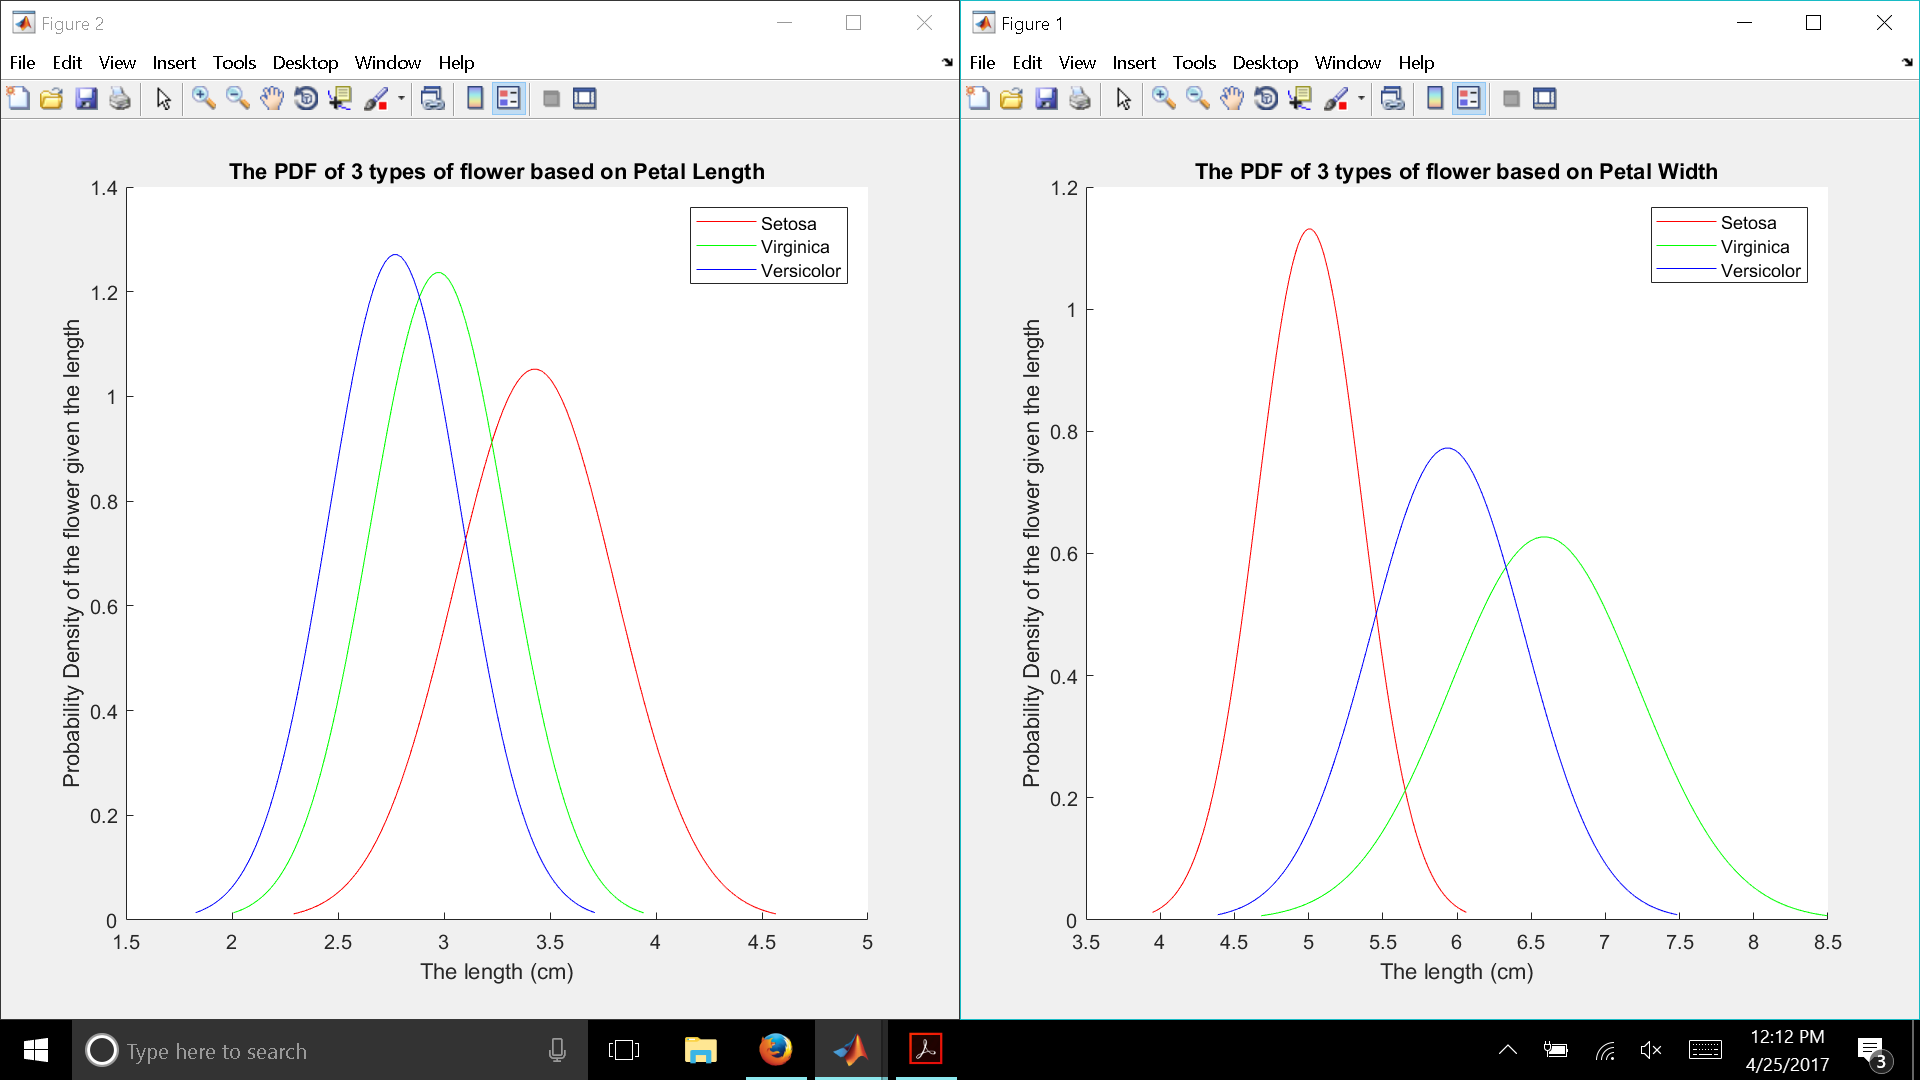 Figure 2
File Edit View Insert Tools Desktop Window Help
The PDF of 3 types of flower based on Petal Length
Setosa
Virginica
Versicolor
Probability Density of the flower given the length
1.4
1.2
1
0.8
0.6
0.4
0.2
0
1.5 2 2.5 3 3.5 4 4.5 5
The length (cm)
Figure 1
File Edit View Insert Tools Desktop Window Help
The PDF of 3 types of flower based on Petal Width
Setosa
Virginica
Versicolor
Probability Density of the flower given the length
1.2
1
0.8
0.6
0.4
0.2
0
3.5 4 4.5 5 5.5 6 6.5 7 7.5 8 8.5
The length (cm)
Type here to search
12:12 PM
4/25/2017
3